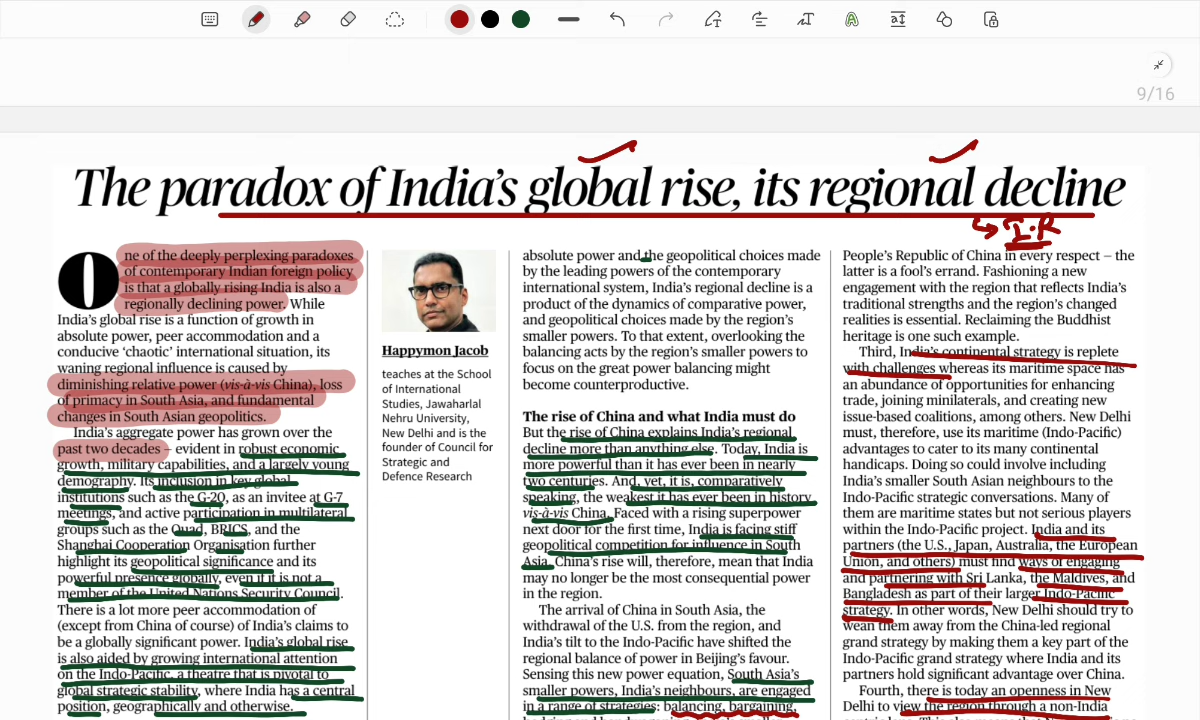 9/16
The paradox of India's global rise, its regional decline
↳ I.R
One of the deeply perplexing paradoxes
of contemporary Indian foreign policy
is that a globally rising India is also a
regionally declining power. While
India's global rise is a function of growth in
absolute power, peer accommodation and a
conducive 'chaotic' international situation, its
waning regional influence is caused by
diminishing relative power (vis-à-vis China), loss
of primacy in South Asia, and fundamental
changes in South Asian geopolitics.
India's aggregate power has grown over the
past two decades — evident in robust economic
growth, military capabilities, and a largely young
demography. Its inclusion in key global
institutions such as the G-20, as an invitee at G-7
meetings, and active participation in multilateral
groups such as the Quad, BRICS, and the
Shanghai Cooperation Organisation further
highlight its geopolitical significance and its
powerful presence globally, even if it is not a
member of the United Nations Security Council.
There is a lot more peer accommodation of
(except from China of course) of India's claims to
be a globally significant power. India's global rise
is also aided by growing international attention
on the Indo-Pacific, a theatre that is pivotal to
global strategic stability, where India has a central
position, geographically and otherwise.
Happymon Jacob
teaches at the School
of International
Studies, Jawaharlal
Nehru University,
New Delhi and is the
founder of Council for
Strategic and
Defence Research
absolute power and the geopolitical choices made
by the leading powers of the contemporary
international system, India's regional decline is a
product of the dynamics of comparative power,
and geopolitical choices made by the region's
smaller powers. To that extent, overlooking the
balancing acts by the region's smaller powers to
focus on the great power balancing might
become counterproductive.
The rise of China and what India must do
But the rise of China explains India's regional
decline more than anything else. Today, India is
more powerful than it has ever been in nearly
two centuries. And, yet, it is, comparatively
speaking, the weakest it has ever been in history
vis-à-vis China. Faced with a rising superpower
next door for the first time, India is facing stiff
geopolitical competition for influence in South
Asia. China's rise will, therefore, mean that India
may no longer be the most consequential power
in the region.
The arrival of China in South Asia, the
withdrawal of the U.S. from the region, and
India's tilt to the Indo-Pacific have shifted the
regional balance of power in Beijing's favour.
Sensing this new power equation, South Asia's
smaller powers, India's neighbours, are engaged
in a range of strategies: balancing, bargaining,
People's Republic of China in every respect — the
latter is a fool's errand. Fashioning a new
engagement with the region that reflects India's
traditional strengths and the region's changed
realities is essential. Reclaiming the Buddhist
heritage is one such example.
Third, India's continental strategy is replete
with challenges whereas its maritime space has
an abundance of opportunities for enhancing
trade, joining minilaterals, and creating new
issue-based coalitions, among others. New Delhi
must, therefore, use its maritime (Indo-Pacific)
advantages to cater to its many continental
handicaps. Doing so could involve including
India's smaller South Asian neighbours to the
Indo-Pacific strategic conversations. Many of
them are maritime states but not serious players
within the Indo-Pacific project. India and its
partners (the U.S., Japan, Australia, the European
Union, and others) must find ways of engaging
and partnering with Sri Lanka, the Maldives, and
Bangladesh as part of their larger Indo-Pacific
strategy. In other words, New Delhi should try to
wean them away from the China-led regional
grand strategy by making them a key part of the
Indo-Pacific grand strategy where India and its
partners hold significant advantage over China.
Fourth, there is today an openness in New
Delhi to view the region through a non-India